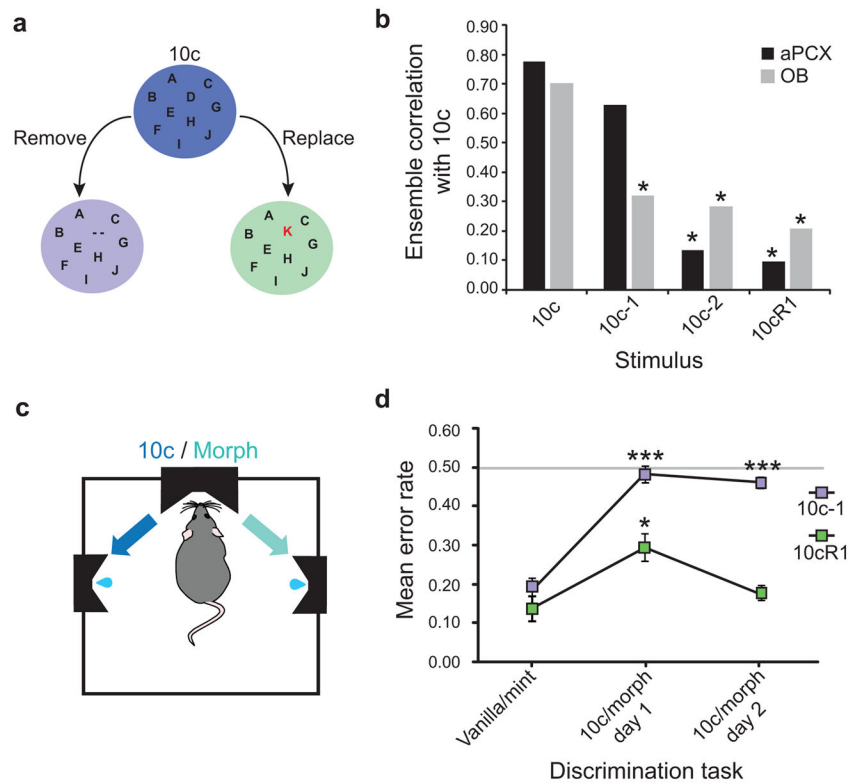 a
10c
A
C
B
D
G
E
H
F
J
I
Remove
Replace
A
C
B
--
G
E
H
F
J
I
A
C
B
K
G
E
H
F
J
I
b
Ensemble correlation
with 10c
0.80
0.70
0.60
0.50
0.40
0.30
0.20
0.10
0.00
aPCX
OB
*
*
*
*
*
10c
10c-1
10c-2
10cR1
Stimulus
c
10c / Morph
d
Mean error rate
0.60
0.50
0.40
0.30
0.20
0.10
0.00
***
***
*
10c-1
10cR1
Vanilla/mint
10c/morph
day 1
10c/morph
day 2
Discrimination task